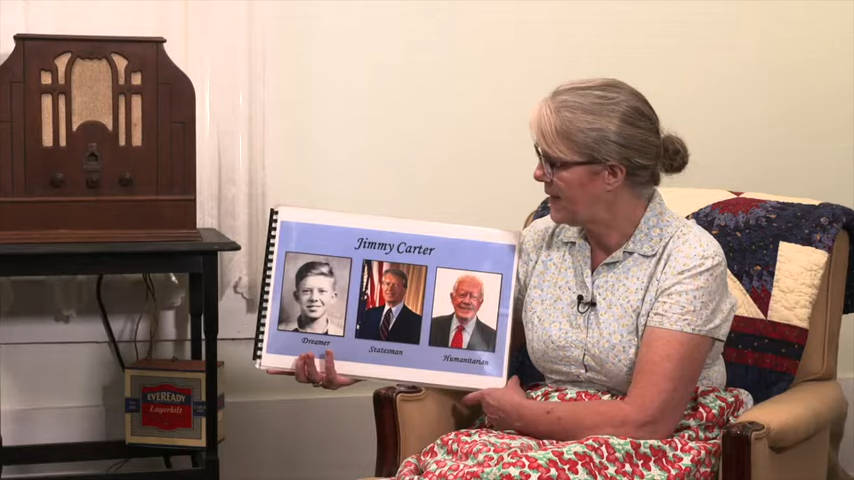 Jimmy Carter
Dreamer
Statesman
Humanitarian
EVEREADY
LAYERBILT